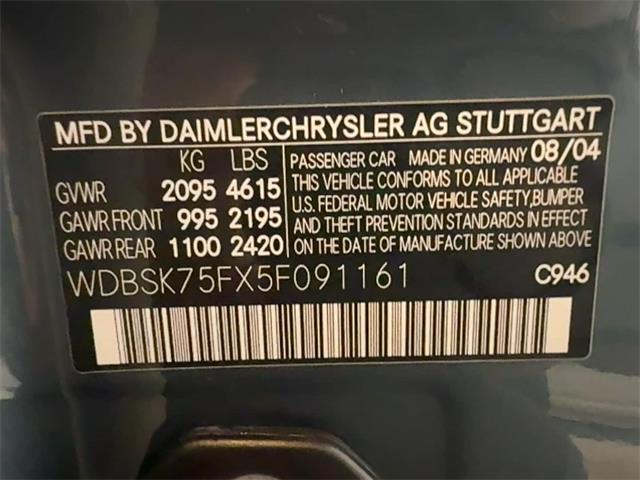 MFD BY DAIMLERCHRYSLER AG STUTTGART
KG LBS
GVWR 2095 4615
GAWR FRONT 995 2195
GAWR REAR 1100 2420
PASSENGER CAR MADE IN GERMANY 08/04
THIS VEHICLE CONFORMS TO ALL APPLICABLE
U.S. FEDERAL MOTOR VEHICLE SAFETY, BUMPER
AND THEFT PREVENTION STANDARDS IN EFFECT
ON THE DATE OF MANUFACTURE SHOWN ABOVE.
WDBSK75FX5F091161 C946